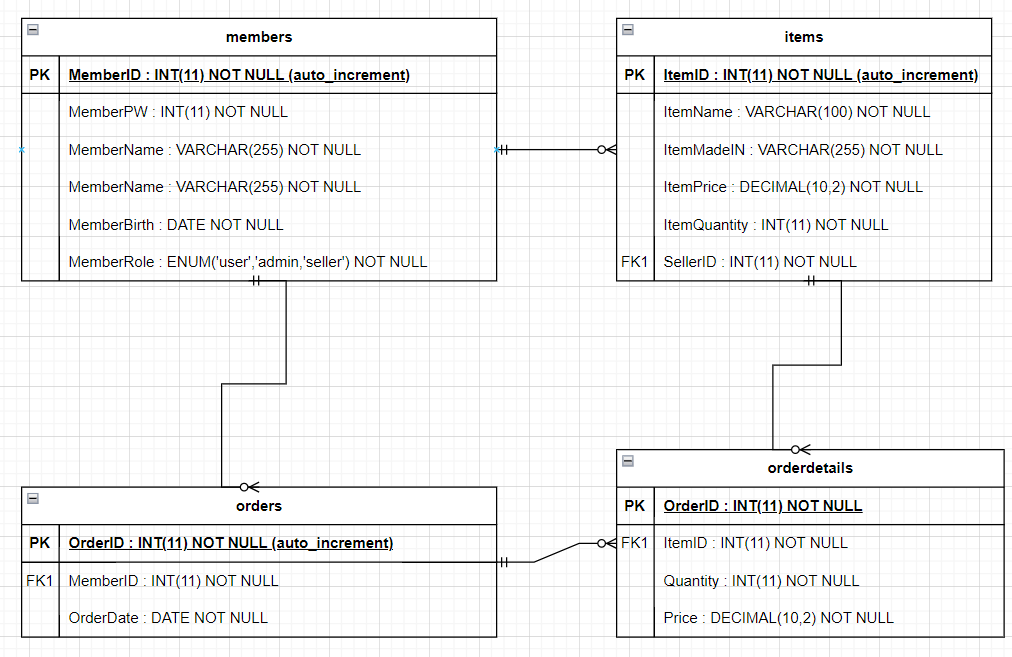 members
PK MemberID : INT(11) NOT NULL (auto_increment)
MemberPW : INT(11) NOT NULL
MemberName : VARCHAR(255) NOT NULL
MemberName : VARCHAR(255) NOT NULL
MemberBirth : DATE NOT NULL
MemberRole : ENUM('user','admin,'seller') NOT NULL
items
PK ItemID : INT(11) NOT NULL (auto_increment)
ItemName : VARCHAR(100) NOT NULL
ItemMadeIN : VARCHAR(255) NOT NULL
ItemPrice : DECIMAL(10,2) NOT NULL
ItemQuantity : INT(11) NOT NULL
FK1 SellerID : INT(11) NOT NULL
orders
PK OrderID : INT(11) NOT NULL (auto_increment)
FK1 MemberID : INT(11) NOT NULL
OrderDate : DATE NOT NULL
orderdetails
PK OrderID : INT(11) NOT NULL
FK1 ItemID : INT(11) NOT NULL
Quantity : INT(11) NOT NULL
Price : DECIMAL(10,2) NOT NULL